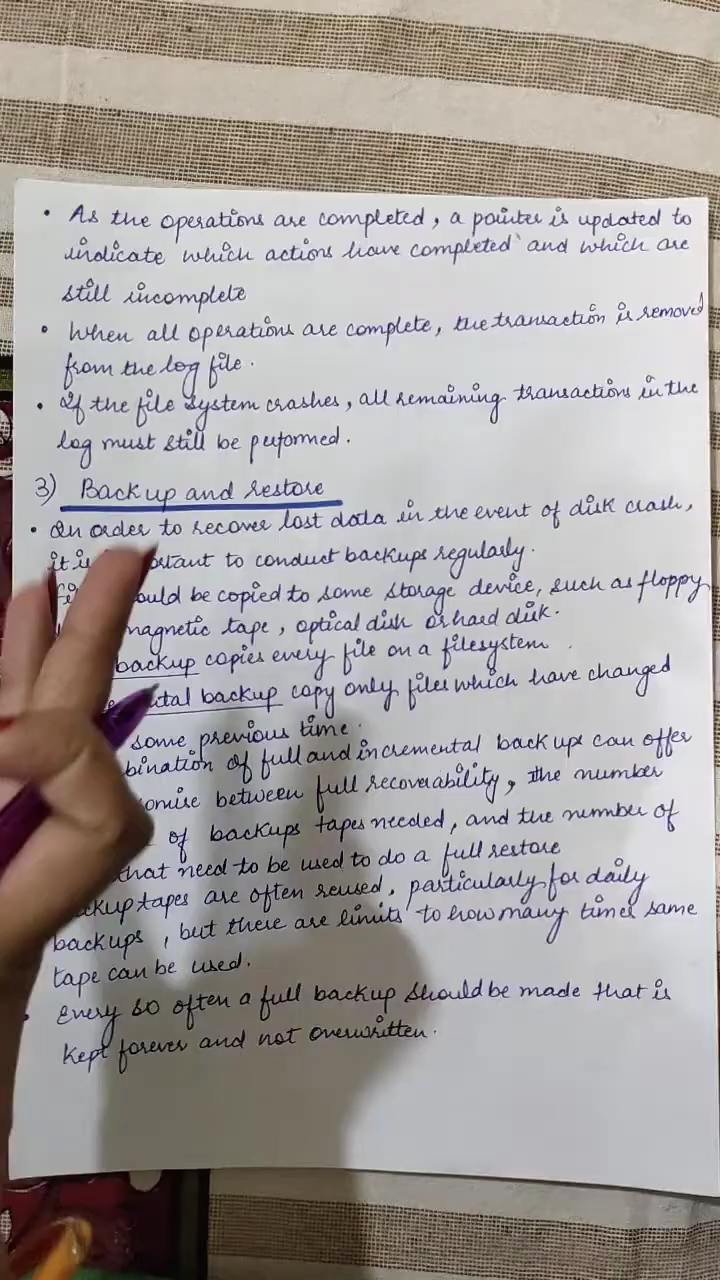 • As the operations are completed, a pointer is updated to
indicate which actions have completed and which are
still incomplete
• When all operations are complete, the transaction is removed
from the log file.
• If the file system crashes, all remaining transactions in the
log must still be performed.
3) Backup and restore
• In order to recover lost data in the event of disk crash,
it is to conduct backups regularly.
be copied to some storage device, such as floppy
magnetic tape, optical disk or hard disk.
backup copies every file on a filesystem
backup copy only files which have changed
some previous time.
of full and incremental backups can offer
between full recoverability, the number
of backups tapes needed, and the number of
that need to be used to do a full restore
tapes are often reused, particularly for daily
backups, but there are limits to how many times same
tape can be used.
• Every so often a full backup should be made that is
kept forever and not overwritten.